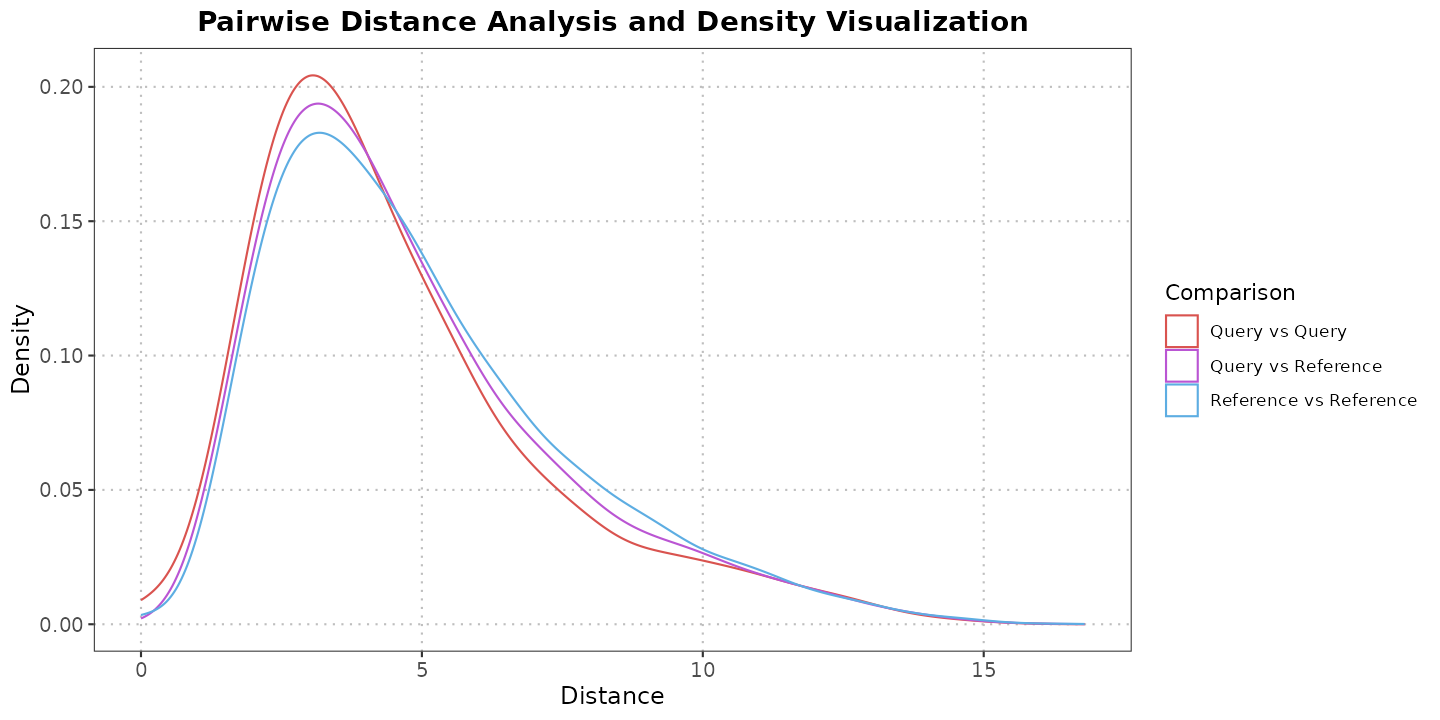 Pairwise Distance Analysis and Density Visualization
Density
0.20
0.15
0.10
0.05
0.00
0 5 10 15
Distance
Comparison
Query vs Query
Query vs Reference
Reference vs Reference